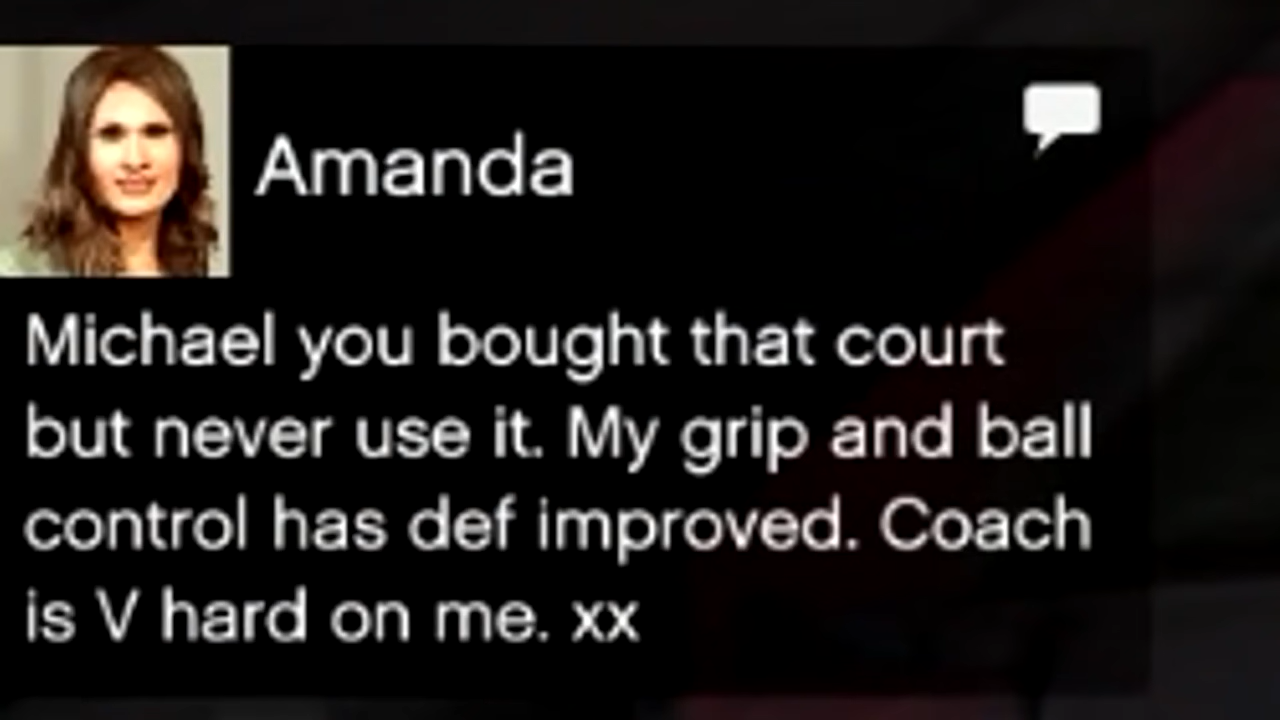 Amanda
Michael you bought that court
but never use it. My grip and ball
control has def improved. Coach
is V hard on me. xx